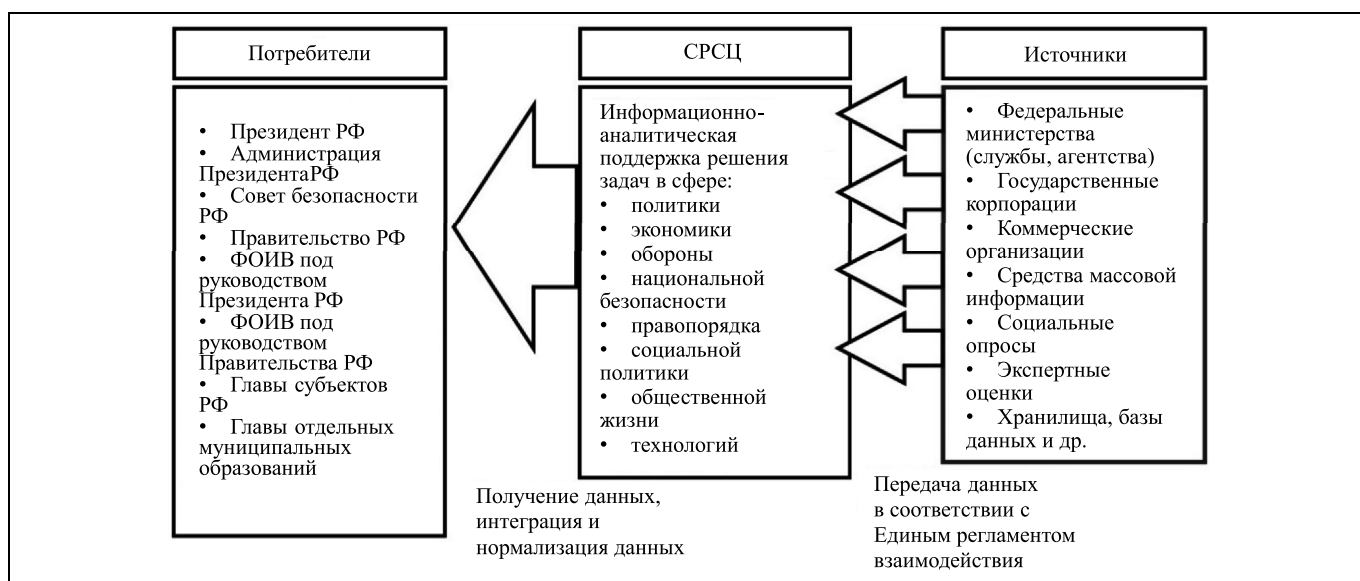 Потребители
• Президент РФ
• Администрация
ПрезидентаРФ
• Совет безопасности
РФ
• Правительство РФ
• ФОИВ под
руководством
Президента РФ
• ФОИВ под
руководством
Правительства РФ
• Главы субъектов
РФ
• Главы отдельных
муниципальных
образований
СРСЦ
Информационно-
аналитическая
поддержка решения
задач в сфере:
• политики
• экономики
• обороны
• национальной
безопасности
• правопорядка
• социальной
политики
• общественной
жизни
• технологий
Источники
• Федеральные
министерства
(службы, агентства)
• Государственные
корпорации
• Коммерческие
организации
• Средства массовой
информации
• Социальные
опросы
• Экспертные
оценки
• Хранилища, базы
данных и др.
Получение данных,
интеграция и
нормализация данных
Передача данных
в соответствии с
Единым регламентом
взаимодействия